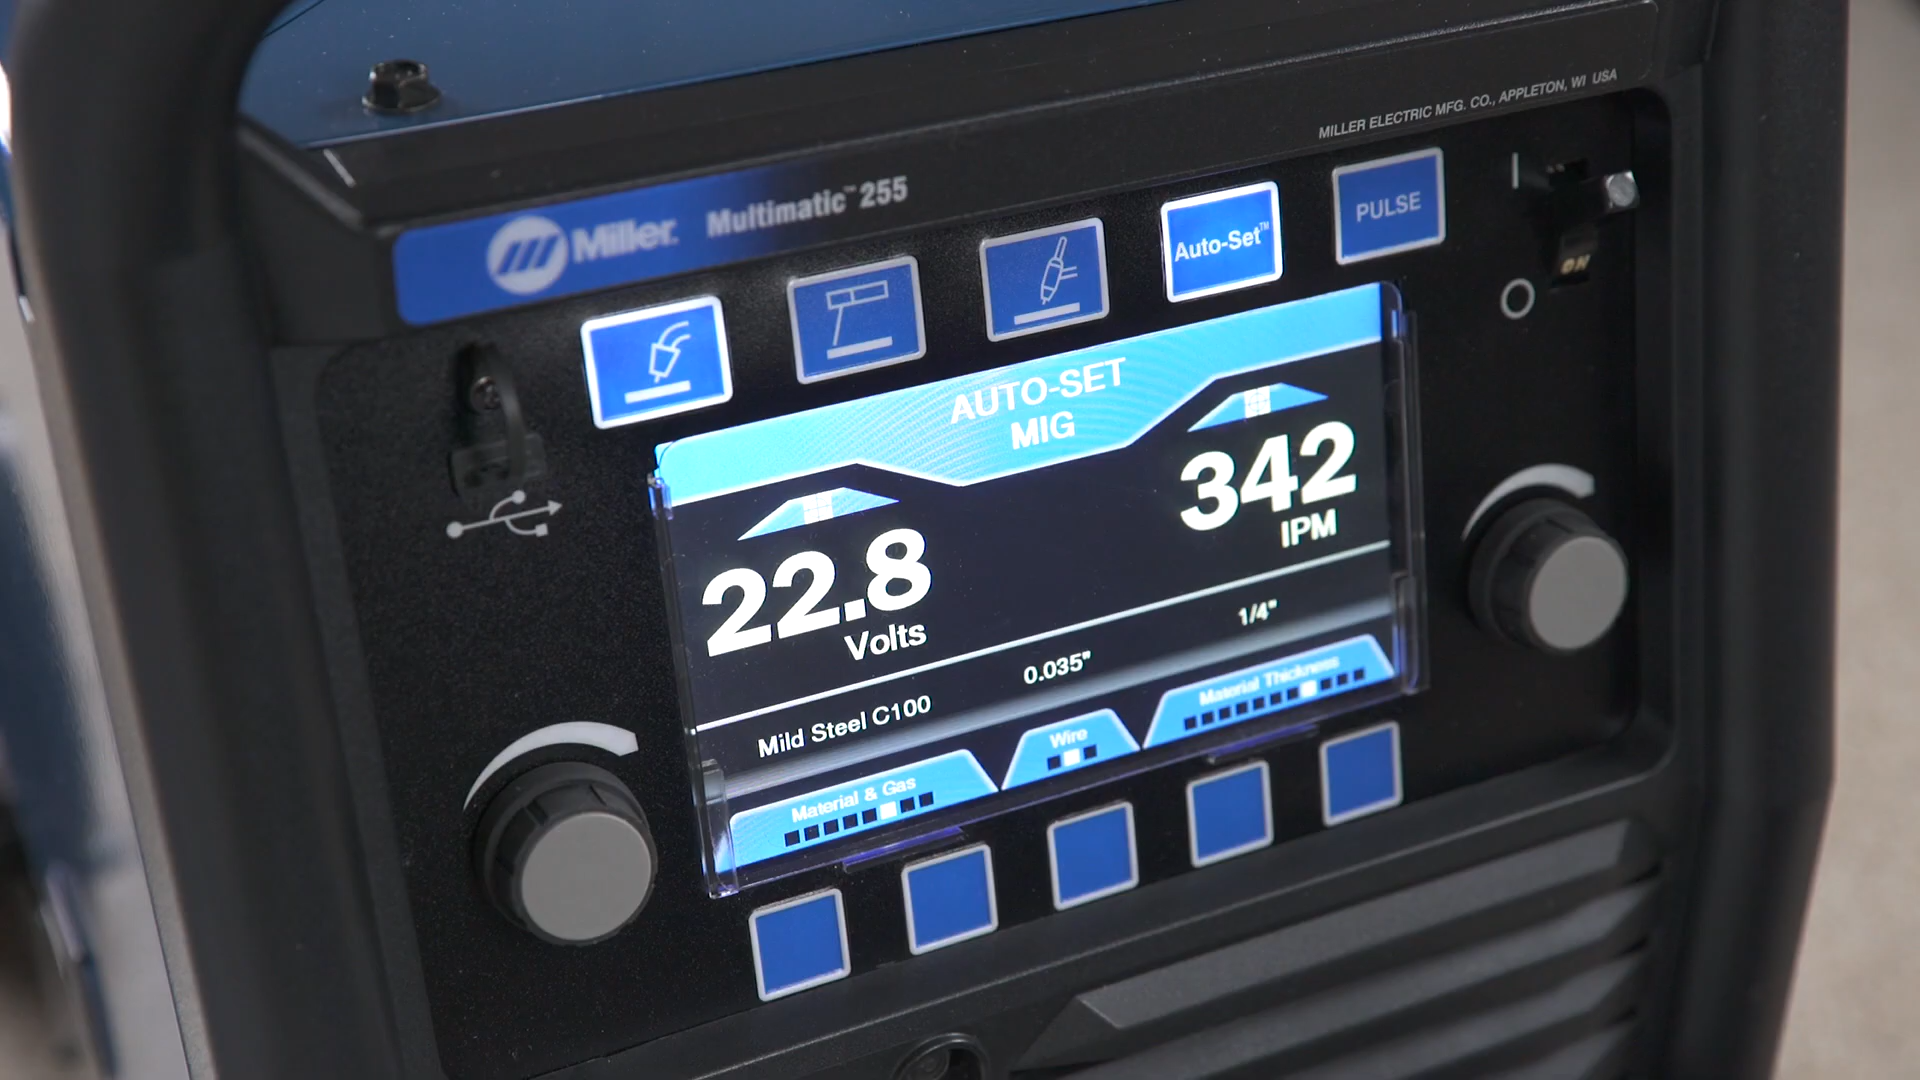 MILLER ELECTRIC MFG. CO., APPLETON, WI USA
Miller. Multimatic™ 255
Auto-Set™
PULSE
ON
AUTO-SET
MIG
22.8
Volts
342
IPM
Mild Steel C100
0.035"
1/4"
Material & Gas
Wire
Material Thickness